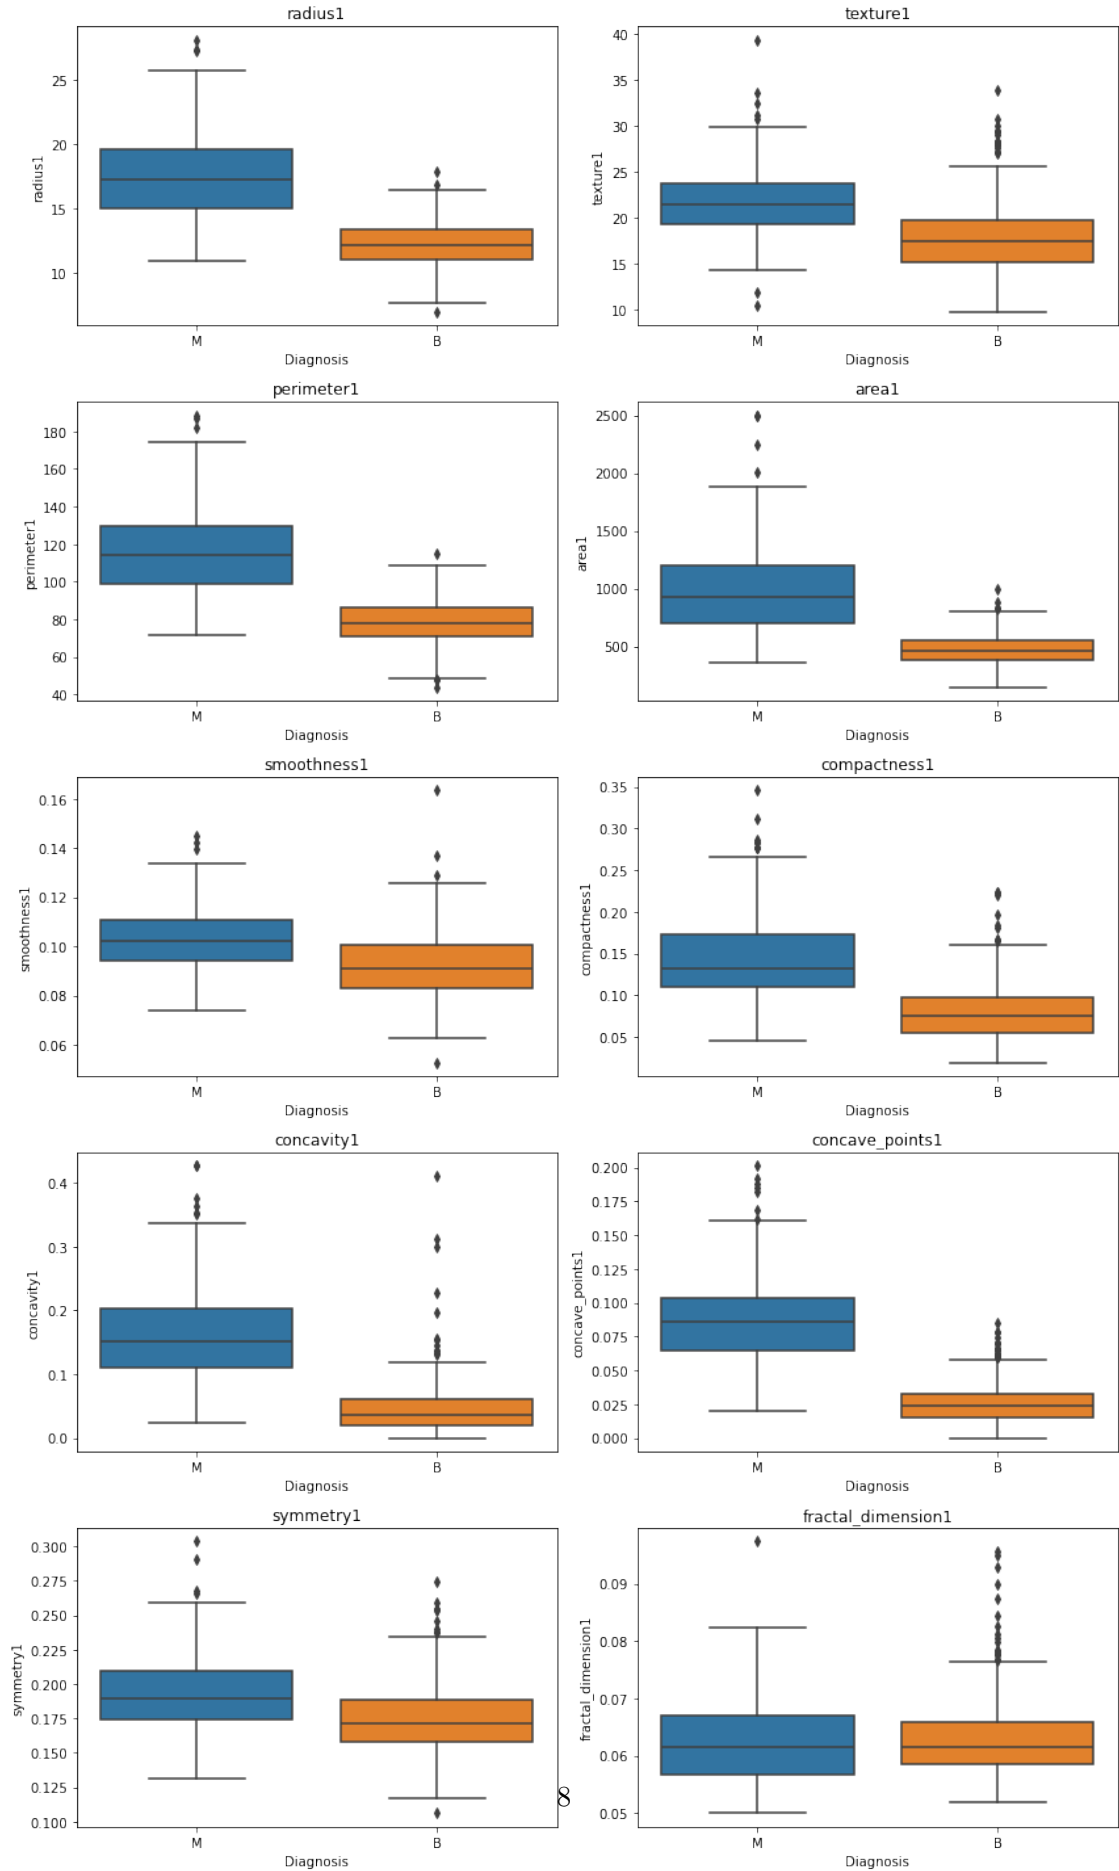 radius1
texture1
25
20
15
10
radius1
M
B
Diagnosis
40
35
30
25
20
15
10
texture1
M
B
Diagnosis
perimeter1
area1
180
160
140
120
100
80
60
40
perimeter1
M
B
Diagnosis
2500
2000
1500
1000
500
area1
M
B
Diagnosis
smoothness1
compactness1
0.16
0.14
0.12
0.10
0.08
0.06
smoothness1
M
B
Diagnosis
0.35
0.30
0.25
0.20
0.15
0.10
0.05
compactness1
M
B
Diagnosis
concavity1
concave_points1
0.4
0.3
0.2
0.1
0.0
concavity1
M
B
Diagnosis
0.200
0.175
0.150
0.125
0.100
0.075
0.050
0.025
0.000
concave_points1
M
B
Diagnosis
symmetry1
fractal_dimension1
0.300
0.275
0.250
0.225
0.200
0.175
0.150
0.125
0.100
symmetry1
M
B
Diagnosis
0.09
0.08
0.07
0.06
0.05
fractal_dimension1
M
B
Diagnosis
8